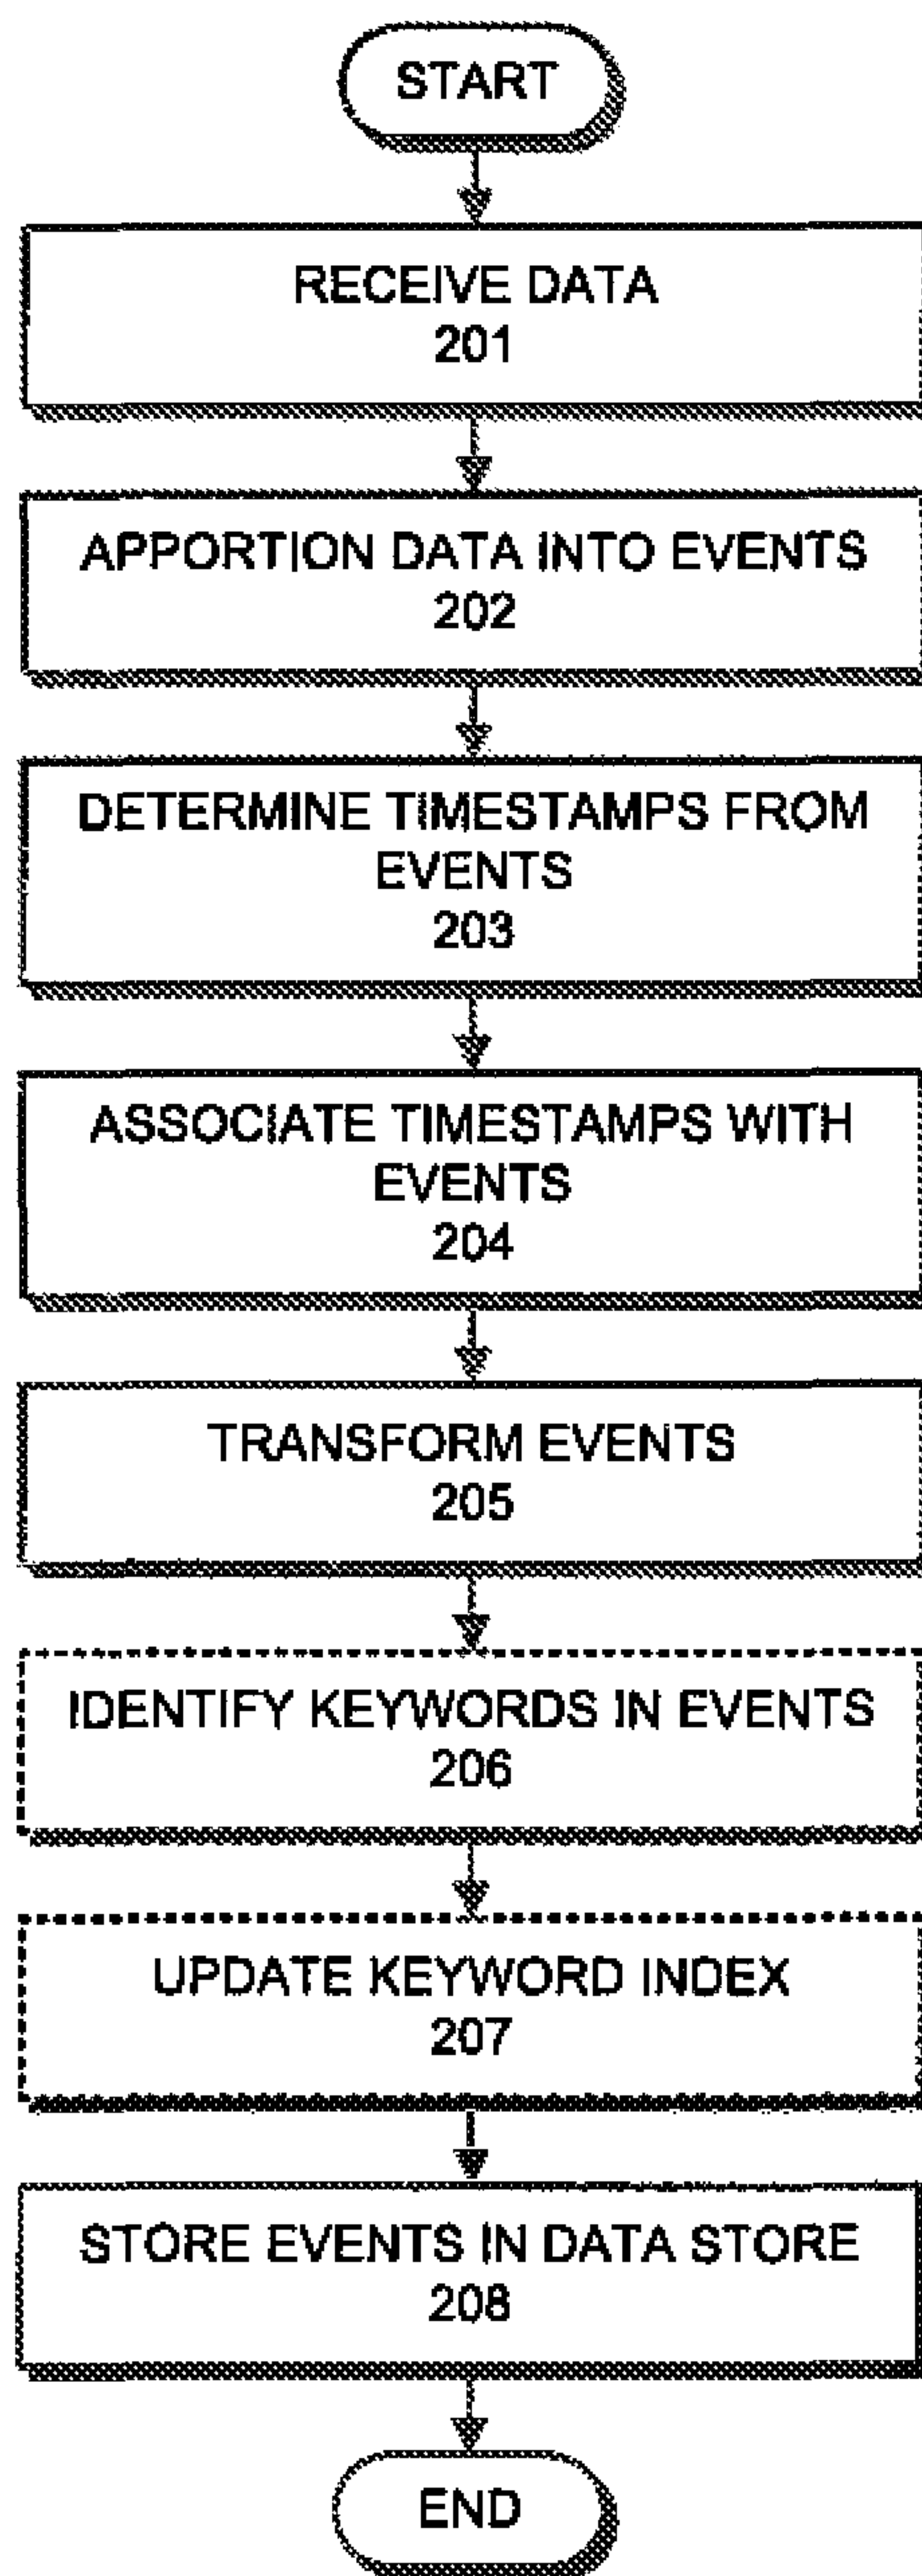 START
RECEIVE DATA
201
APPORTION DATA INTO EVENTS
202
DETERMINE TIMESTAMPS FROM
EVENTS
203
ASSOCIATE TIMESTAMPS WITH
EVENTS
204
TRANSFORM EVENTS
205
IDENTIFY KEYWORDS IN EVENTS
206
UPDATE KEYWORD INDEX
207
STORE EVENTS IN DATA STORE
208
END